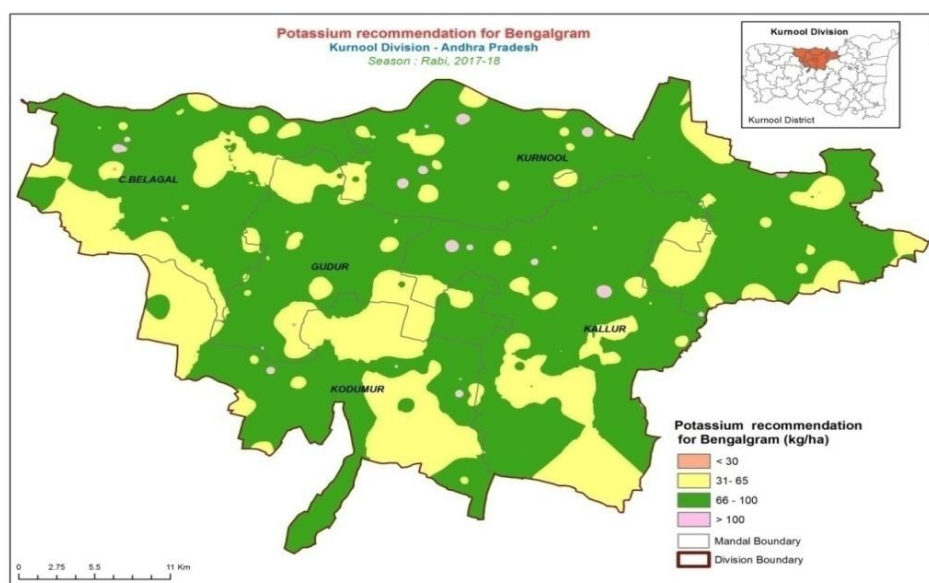 Potassium recommendation for Bengalgram
Kurnool Division - Andhra Pradesh
Season : Rabi, 2017-18
Kurnool Division
Kurnool District
KURNOOL
C.BELAGAL
GUDUR
KALLUR
KODUMUR
Potassium recommendation
for Bengalgram (kg/ha)
< 30
31- 65
66 - 100
> 100
Mandal Boundary
Division Boundary
0 2.75 5.5 11 Km